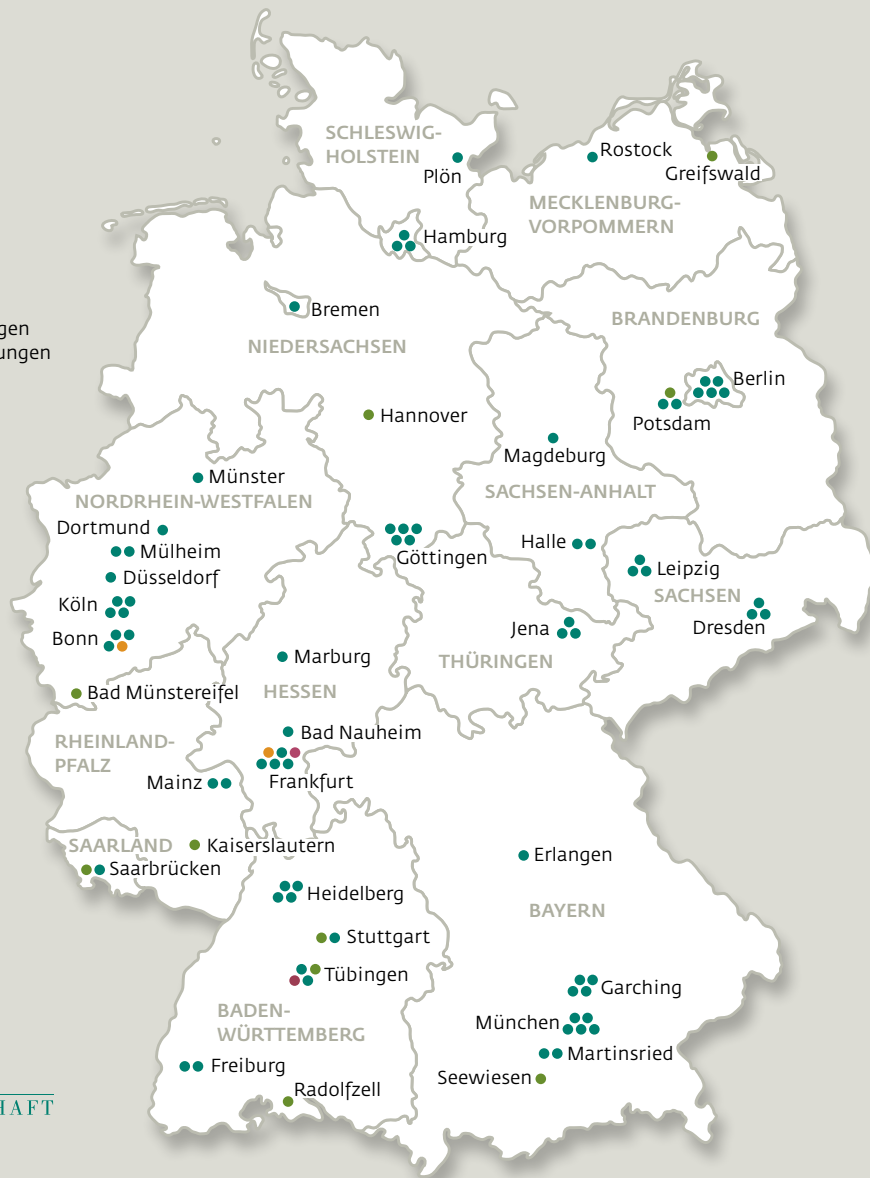 SCHLESWIG-
HOLSTEIN
Plön
Rostock
Greifswald
MECKLENBURG-
VORPOMMERN
Hamburg
Bremen
NIEDERSACHSEN
BRANDENBURG
Berlin
Potsdam
Hannover
Magdeburg
SACHSEN-ANHALT
Münster
NORDRHEIN-WESTFALEN
Dortmund
Mülheim
Düsseldorf
Köln
Bonn
Göttingen
Halle
Leipzig
SACHSEN
Dresden
Jena
THÜRINGEN
Marburg
HESSEN
Bad Münstereifel
Bad Nauheim
RHEINLAND-
PFALZ
Mainz
Frankfurt
SAARLAND
Kaiserslautern
Saarbrücken
Erlangen
Heidelberg
BAYERN
Stuttgart
Tübingen
Garching
BADEN-
WÜRTTEMBERG
München
Martinsried
Freiburg
Seewiesen
Radolfzell